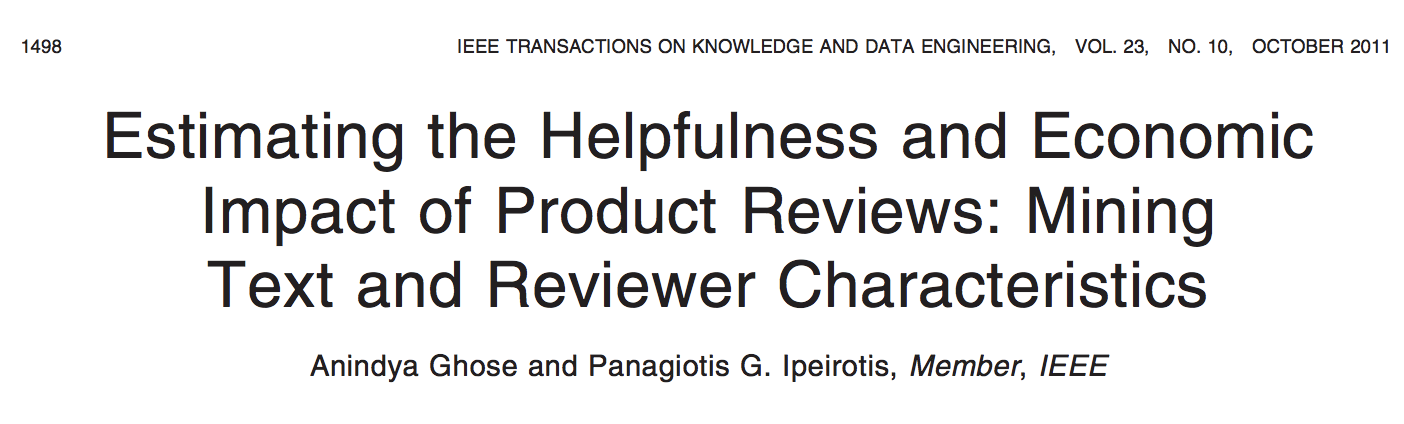 1498 IEEE TRANSACTIONS ON KNOWLEDGE AND DATA ENGINEERING, VOL. 23, NO. 10, OCTOBER 2011
Estimating the Helpfulness and Economic
Impact of Product Reviews: Mining
Text and Reviewer Characteristics
Anindya Ghose and Panagiotis G. Ipeirotis, Member, IEEE